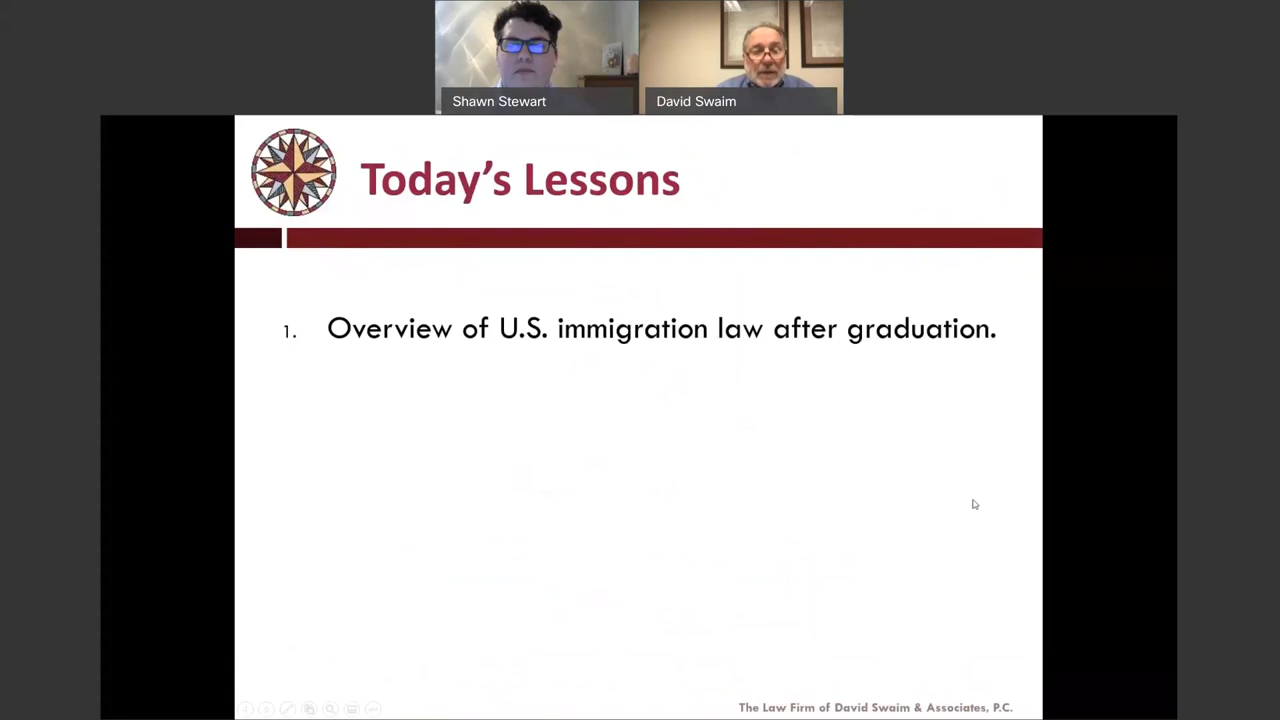 Shawn Stewart
David Swaim
Today's Lessons
1. Overview of U.S. immigration law after graduation.
The Law Firm of David Swaim & Associates, P.C.